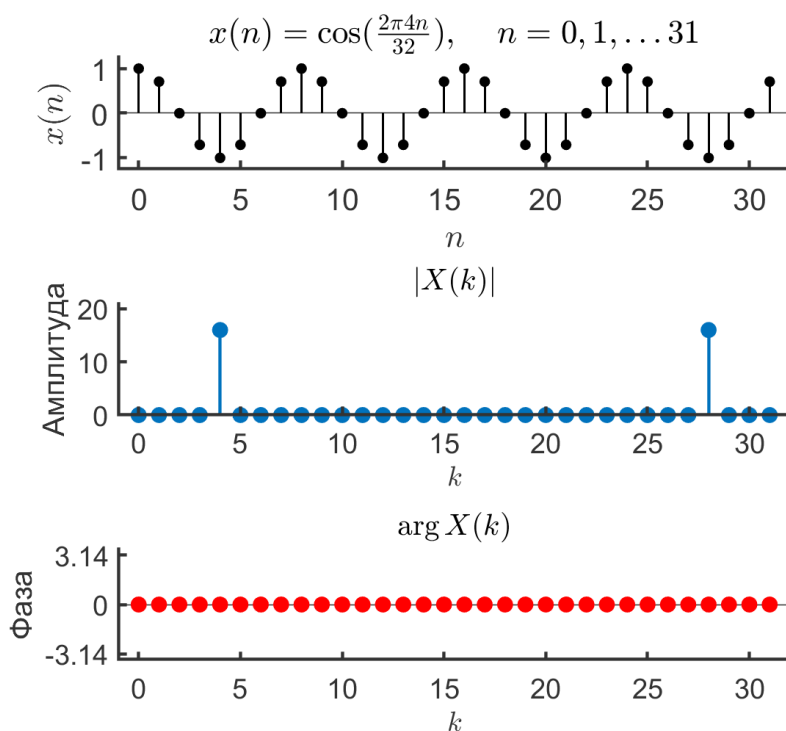 x(n) = cos(2π4n/32), n = 0, 1, … 31
x(n)
1
0
-1
0 5 10 15 20 25 30
n
|X(k)|
Амплитуда
20
10
0
0 5 10 15 20 25 30
k
arg X(k)
Фаза
3.14
0
-3.14
0 5 10 15 20 25 30
k